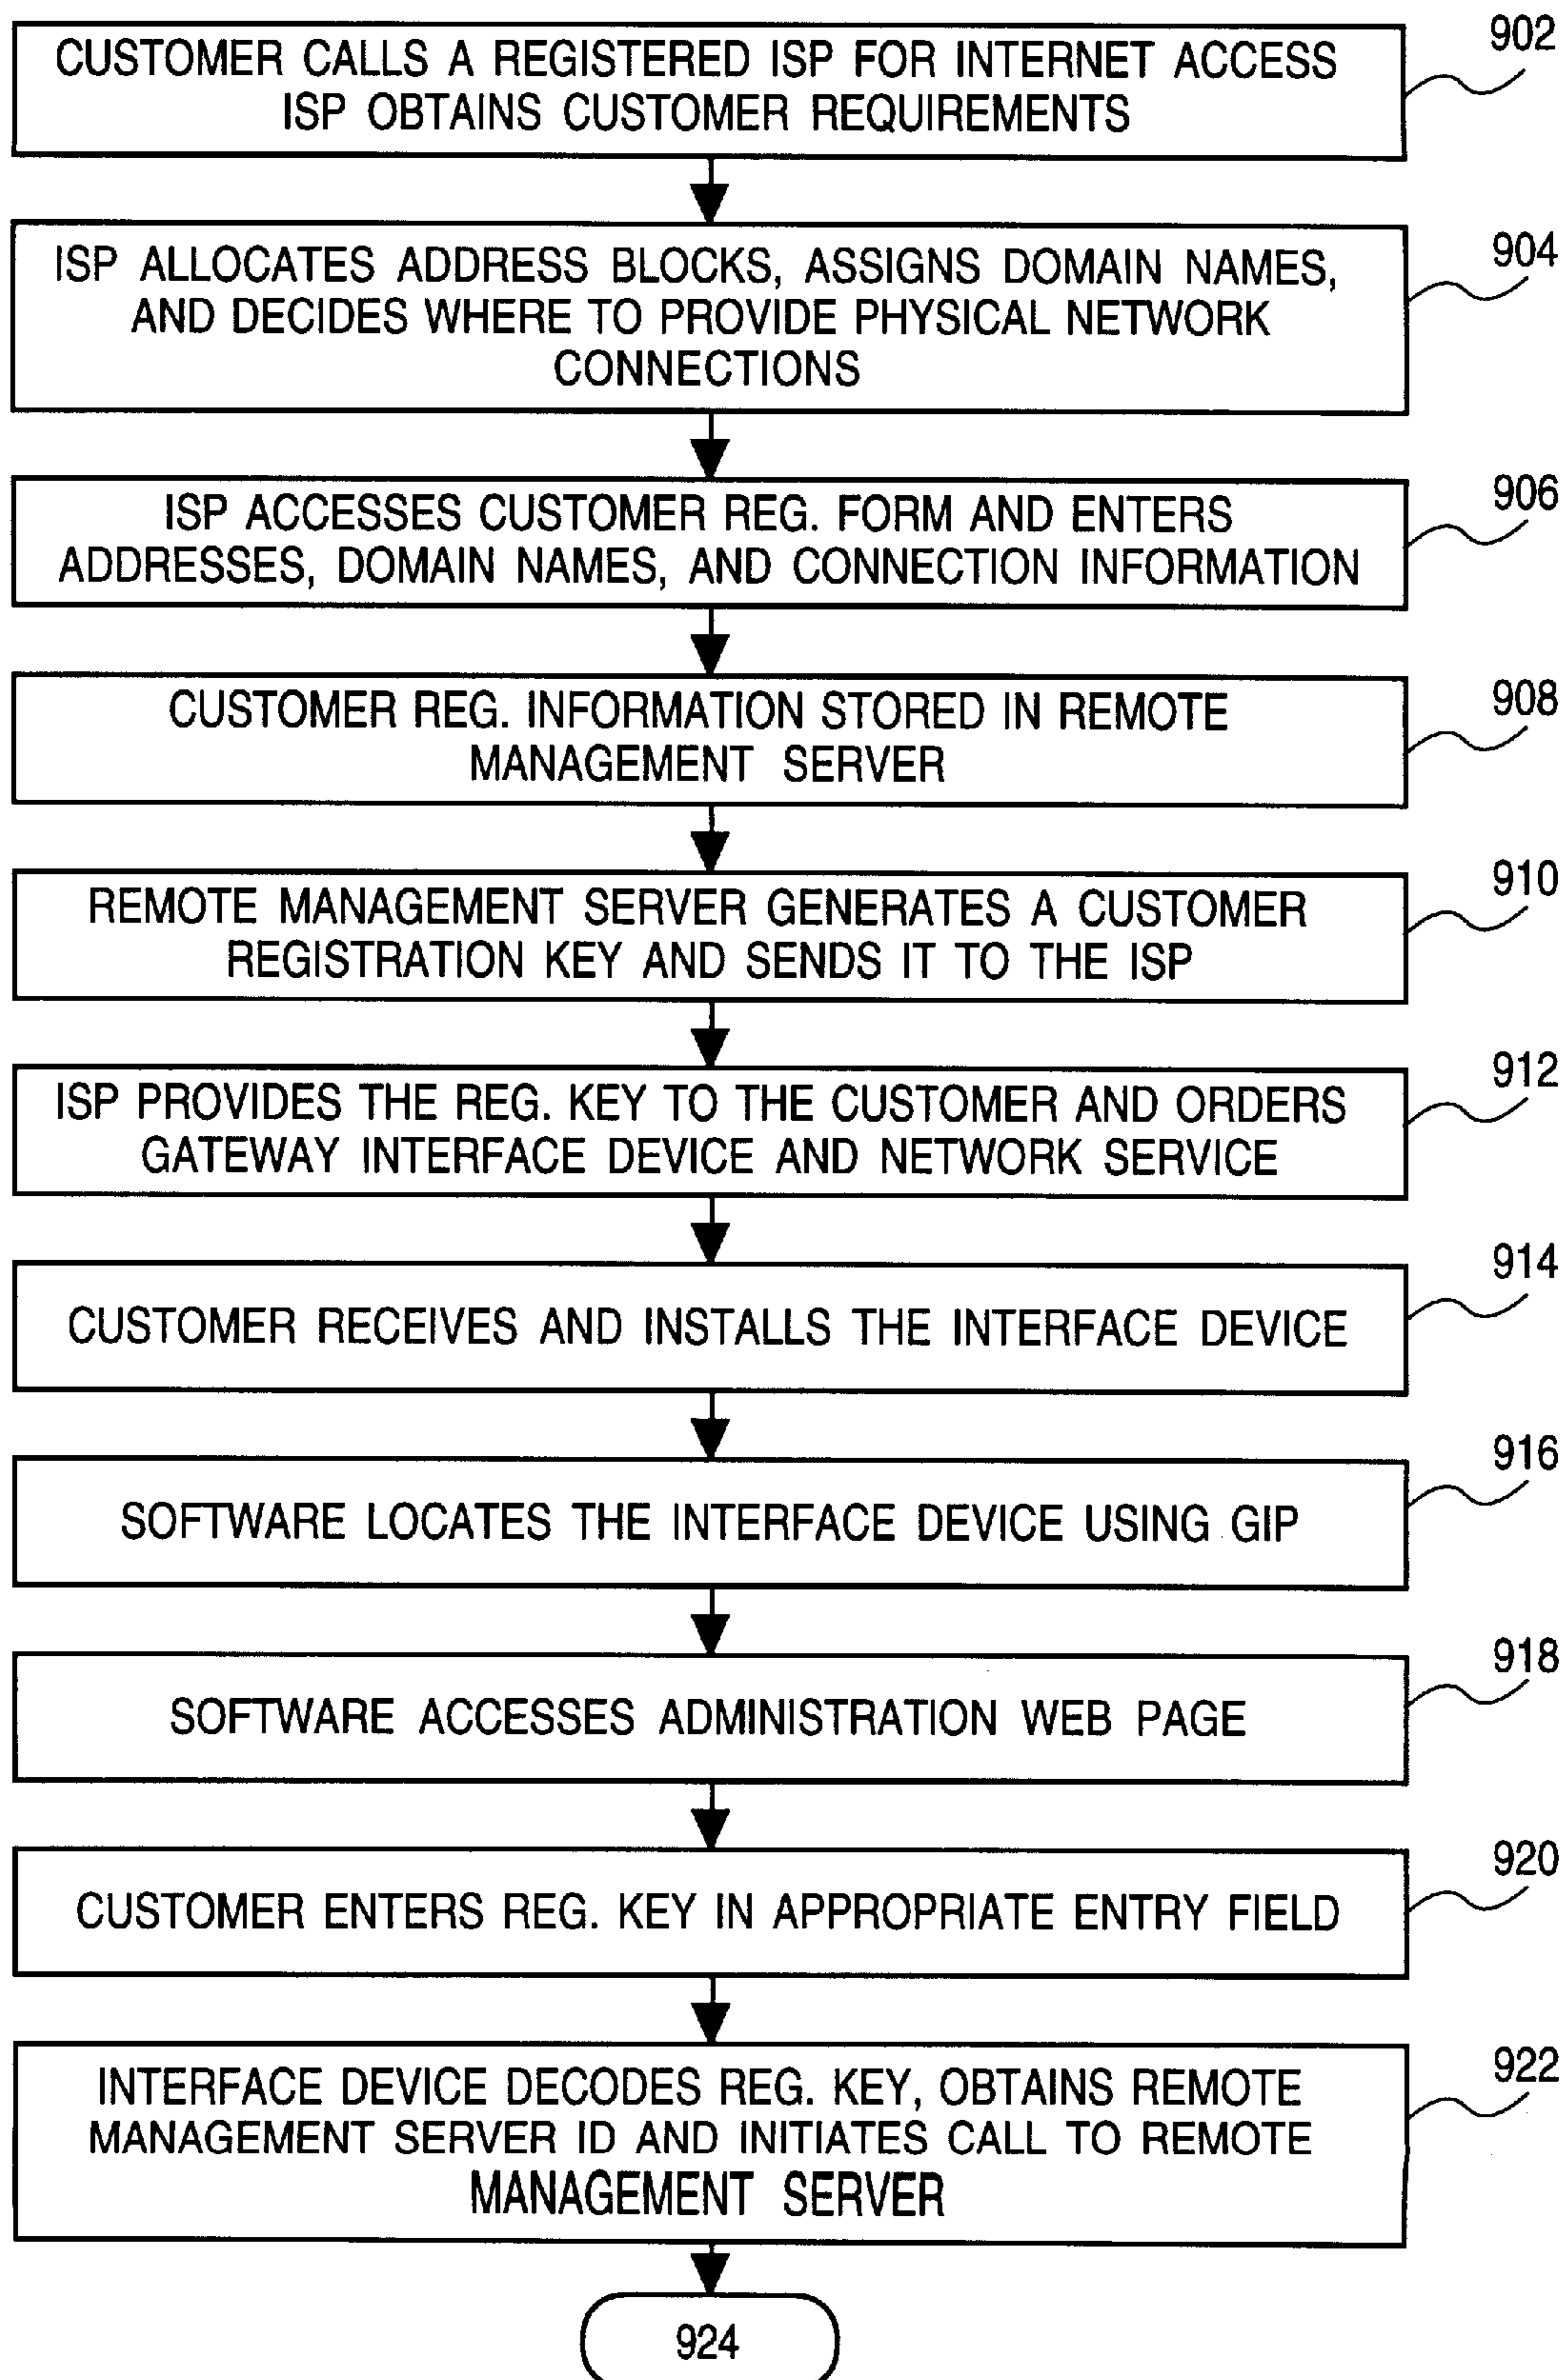 902
CUSTOMER CALLS A REGISTERED ISP FOR INTERNET ACCESS
ISP OBTAINS CUSTOMER REQUIREMENTS
904
ISP ALLOCATES ADDRESS BLOCKS, ASSIGNS DOMAIN NAMES,
AND DECIDES WHERE TO PROVIDE PHYSICAL NETWORK
CONNECTIONS
906
ISP ACCESSES CUSTOMER REG. FORM AND ENTERS
ADDRESSES, DOMAIN NAMES, AND CONNECTION INFORMATION
908
CUSTOMER REG. INFORMATION STORED IN REMOTE
MANAGEMENT SERVER
910
REMOTE MANAGEMENT SERVER GENERATES A CUSTOMER
REGISTRATION KEY AND SENDS IT TO THE ISP
912
ISP PROVIDES THE REG. KEY TO THE CUSTOMER AND ORDERS
GATEWAY INTERFACE DEVICE AND NETWORK SERVICE
914
CUSTOMER RECEIVES AND INSTALLS THE INTERFACE DEVICE
916
SOFTWARE LOCATES THE INTERFACE DEVICE USING GIP
918
SOFTWARE ACCESSES ADMINISTRATION WEB PAGE
920
CUSTOMER ENTERS REG. KEY IN APPROPRIATE ENTRY FIELD
922
INTERFACE DEVICE DECODES REG. KEY, OBTAINS REMOTE
MANAGEMENT SERVER ID AND INITIATES CALL TO REMOTE
MANAGEMENT SERVER
924